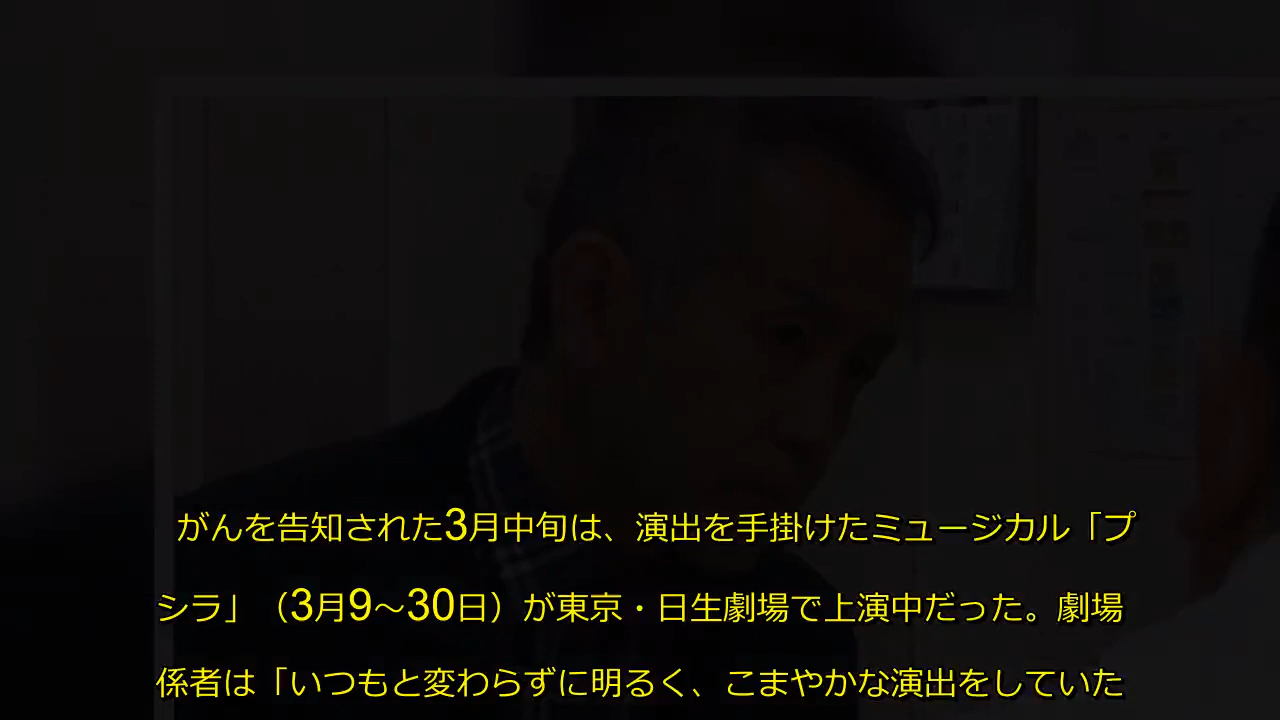 がんを告知された3月中旬は、演出を手掛けたミュージカル「プ
シラ」（3月9～30日）が東京・日生劇場で上演中だった。劇場
係者は「いつもと変わらずに明るく、こまやかな演出をしていた